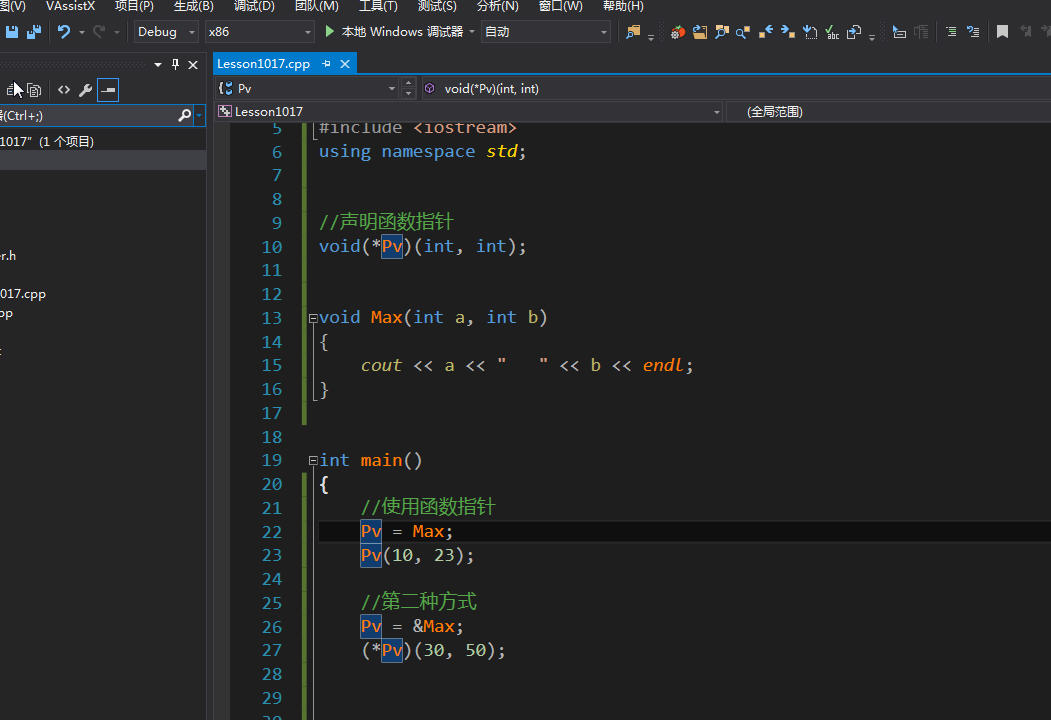 图(V) VAssistX 项目(P) 生成(B) 调试(D) 团队(M) 工具(T) 测试(S) 分析(N) 窗口(W) 帮助(H)
Debug x86 本地 Windows 调试器 自动
Lesson1017.cpp
Pv void(*Pv)(int, int)
(Ctrl+;) Lesson1017 (全局范围)
1017" (1 个项目)
er.h
017.cpp
pp
5 #include <iostream>
6 using namespace std;
7
8
9 //声明函数指针
10 void(*Pv)(int, int);
11
12
13 void Max(int a, int b)
14 {
15 cout << a << "   " << b << endl;
16 }
17
18
19 int main()
20 {
21 //使用函数指针
22 Pv = Max;
23 Pv(10, 23);
24
25 //第二种方式
26 Pv = &Max;
27 (*Pv)(30, 50);
28
29